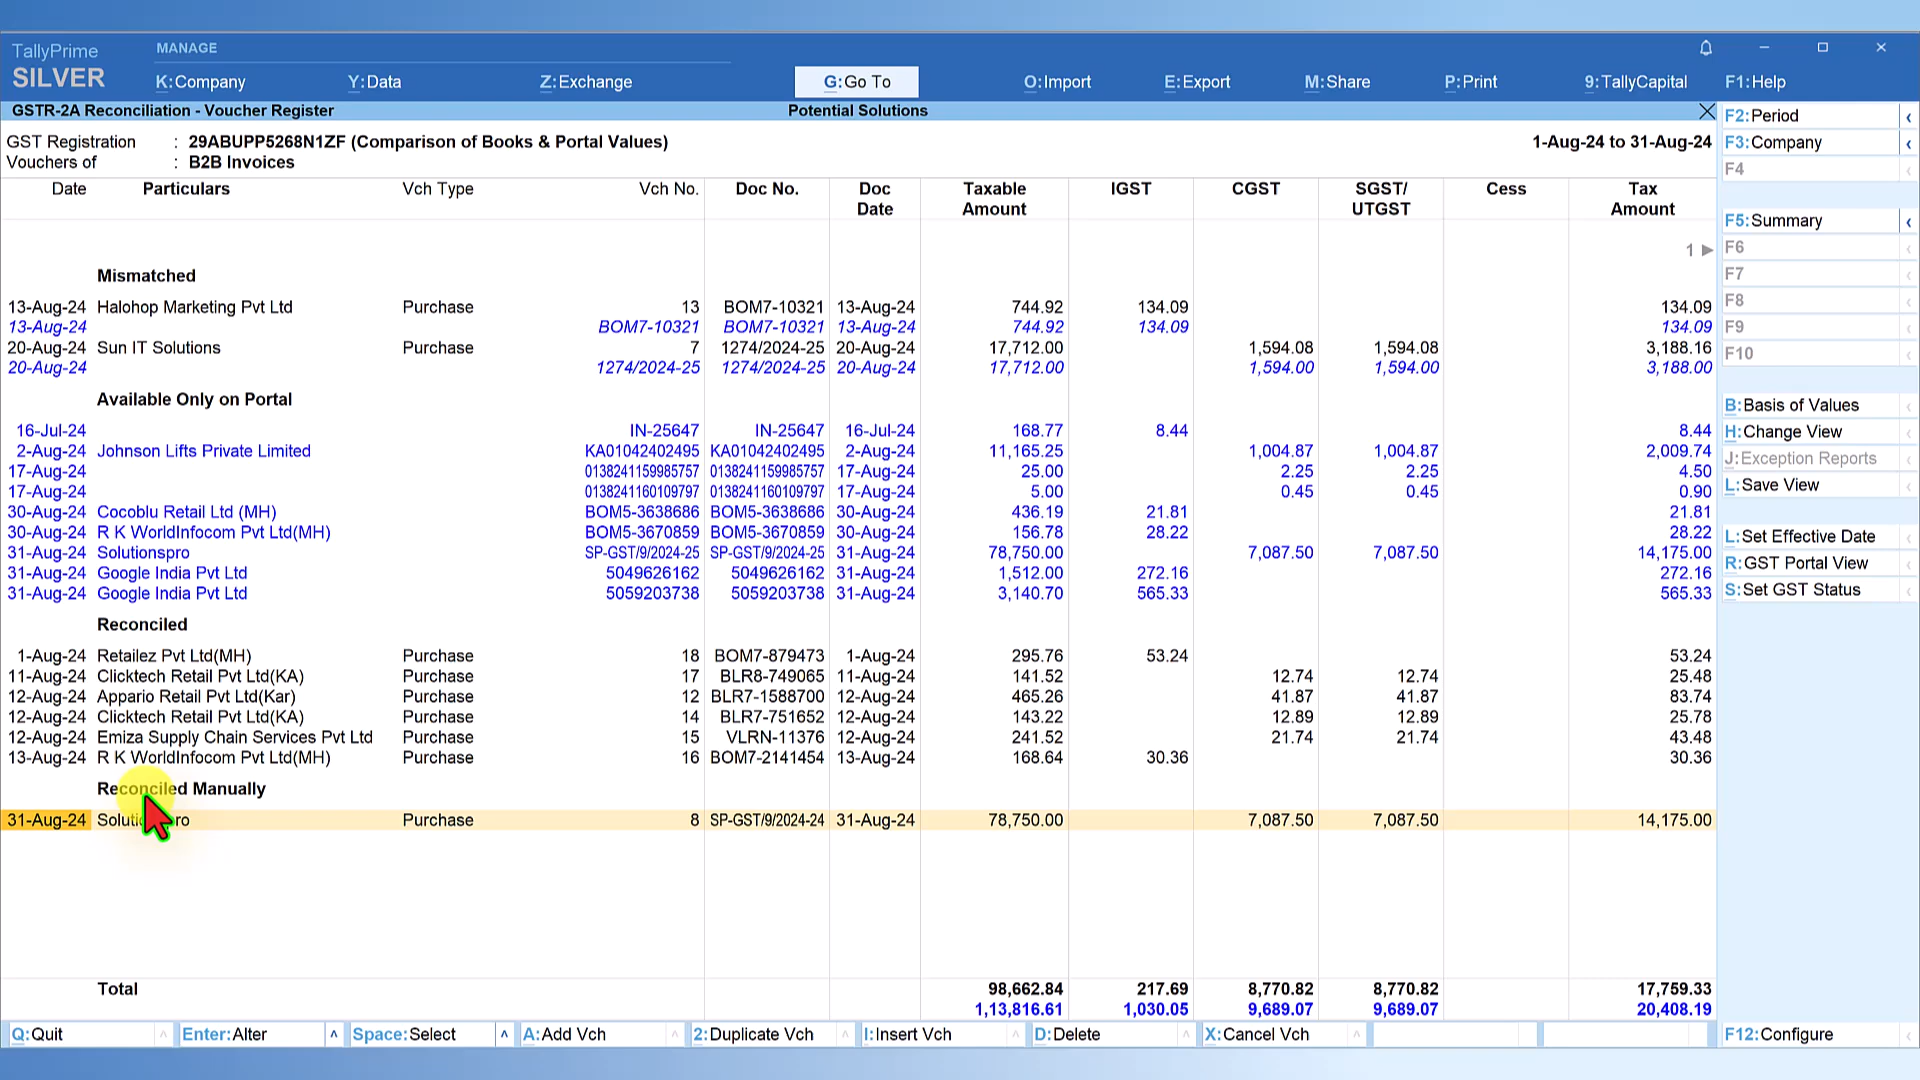 TallyPrime MANAGE
SILVER K:Company Y:Data Z:Exchange G:Go To O:Import E:Export M:Share P:Print 9:TallyCapital F1:Help
GSTR-2A Reconciliation - Voucher Register Potential Solutions
GST Registration : 29ABUPP5268N1ZF (Comparison of Books & Portal Values) 1-Aug-24 to 31-Aug-24
Vouchers of : B2B Invoices
Date Particulars Vch Type Vch No. Doc No. Doc Taxable IGST CGST SGST/ Cess Tax
Date Amount UTGST Amount
1
Mismatched
13-Aug-24 Halohop Marketing Pvt Ltd Purchase 13 BOM7-10321 13-Aug-24 744.92 134.09 134.09
13-Aug-24 BOM7-10321 BOM7-10321 13-Aug-24 744.92 134.09 134.09
20-Aug-24 Sun IT Solutions Purchase 7 1274/2024-25 20-Aug-24 17,712.00 1,594.08 1,594.08 3,188.16
20-Aug-24 1274/2024-25 1274/2024-25 20-Aug-24 17,712.00 1,594.00 1,594.00 3,188.00
Available Only on Portal
16-Jul-24 IN-25647 IN-25647 16-Jul-24 168.77 8.44 8.44
2-Aug-24 Johnson Lifts Private Limited KA01042402495 KA01042402495 2-Aug-24 11,165.25 1,004.87 1,004.87 2,009.74
17-Aug-24 0138241159985757 0138241159985757 17-Aug-24 25.00 2.25 2.25 4.50
17-Aug-24 0138241160109797 0138241160109797 17-Aug-24 5.00 0.45 0.45 0.90
30-Aug-24 Cocoblu Retail Ltd (MH) BOM5-3638686 BOM5-3638686 30-Aug-24 436.19 21.81 21.81
30-Aug-24 R K WorldInfocom Pvt Ltd(MH) BOM5-3670859 BOM5-3670859 30-Aug-24 156.78 28.22 28.22
31-Aug-24 Solutionspro SP-GST/9/2024-25 SP-GST/9/2024-25 31-Aug-24 78,750.00 7,087.50 7,087.50 14,175.00
31-Aug-24 Google India Pvt Ltd 5049626162 5049626162 31-Aug-24 1,512.00 272.16 272.16
31-Aug-24 Google India Pvt Ltd 5059203738 5059203738 31-Aug-24 3,140.70 565.33 565.33
Reconciled
1-Aug-24 Retailez Pvt Ltd(MH) Purchase 18 BOM7-879473 1-Aug-24 295.76 53.24 53.24
11-Aug-24 Clicktech Retail Pvt Ltd(KA) Purchase 17 BLR8-749065 11-Aug-24 141.52 12.74 12.74 25.48
12-Aug-24 Appario Retail Pvt Ltd(Kar) Purchase 12 BLR7-1588700 12-Aug-24 465.26 41.87 41.87 83.74
12-Aug-24 Clicktech Retail Pvt Ltd(KA) Purchase 14 BLR7-751652 12-Aug-24 143.22 12.89 12.89 25.78
12-Aug-24 Emiza Supply Chain Services Pvt Ltd Purchase 15 VLRN-11376 12-Aug-24 241.52 21.74 21.74 43.48
13-Aug-24 R K WorldInfocom Pvt Ltd(MH) Purchase 16 BOM7-2141454 13-Aug-24 168.64 30.36 30.36
Reconciled Manually
31-Aug-24 Purchase 8 SP-GST/9/2024-24 31-Aug-24 78,750.00 7,087.50 7,087.50 14,175.00
Total 98,662.84 217.69 8,770.82 8,770.82 17,759.33
1,13,816.61 1,030.05 9,689.07 9,689.07 20,408.19
Q:Quit Enter:Alter Space:Select A:Add Vch 2:Duplicate Vch I:Insert Vch D:Delete X:Cancel Vch
F2:Period
F3:Company
F4
F5:Summary
F6
F7
F8
F9
F10
B:Basis of Values
H:Change View
J:Exception Reports
L:Save View
L:Set Effective Date
R:GST Portal View
S:Set GST Status
F12:Configure